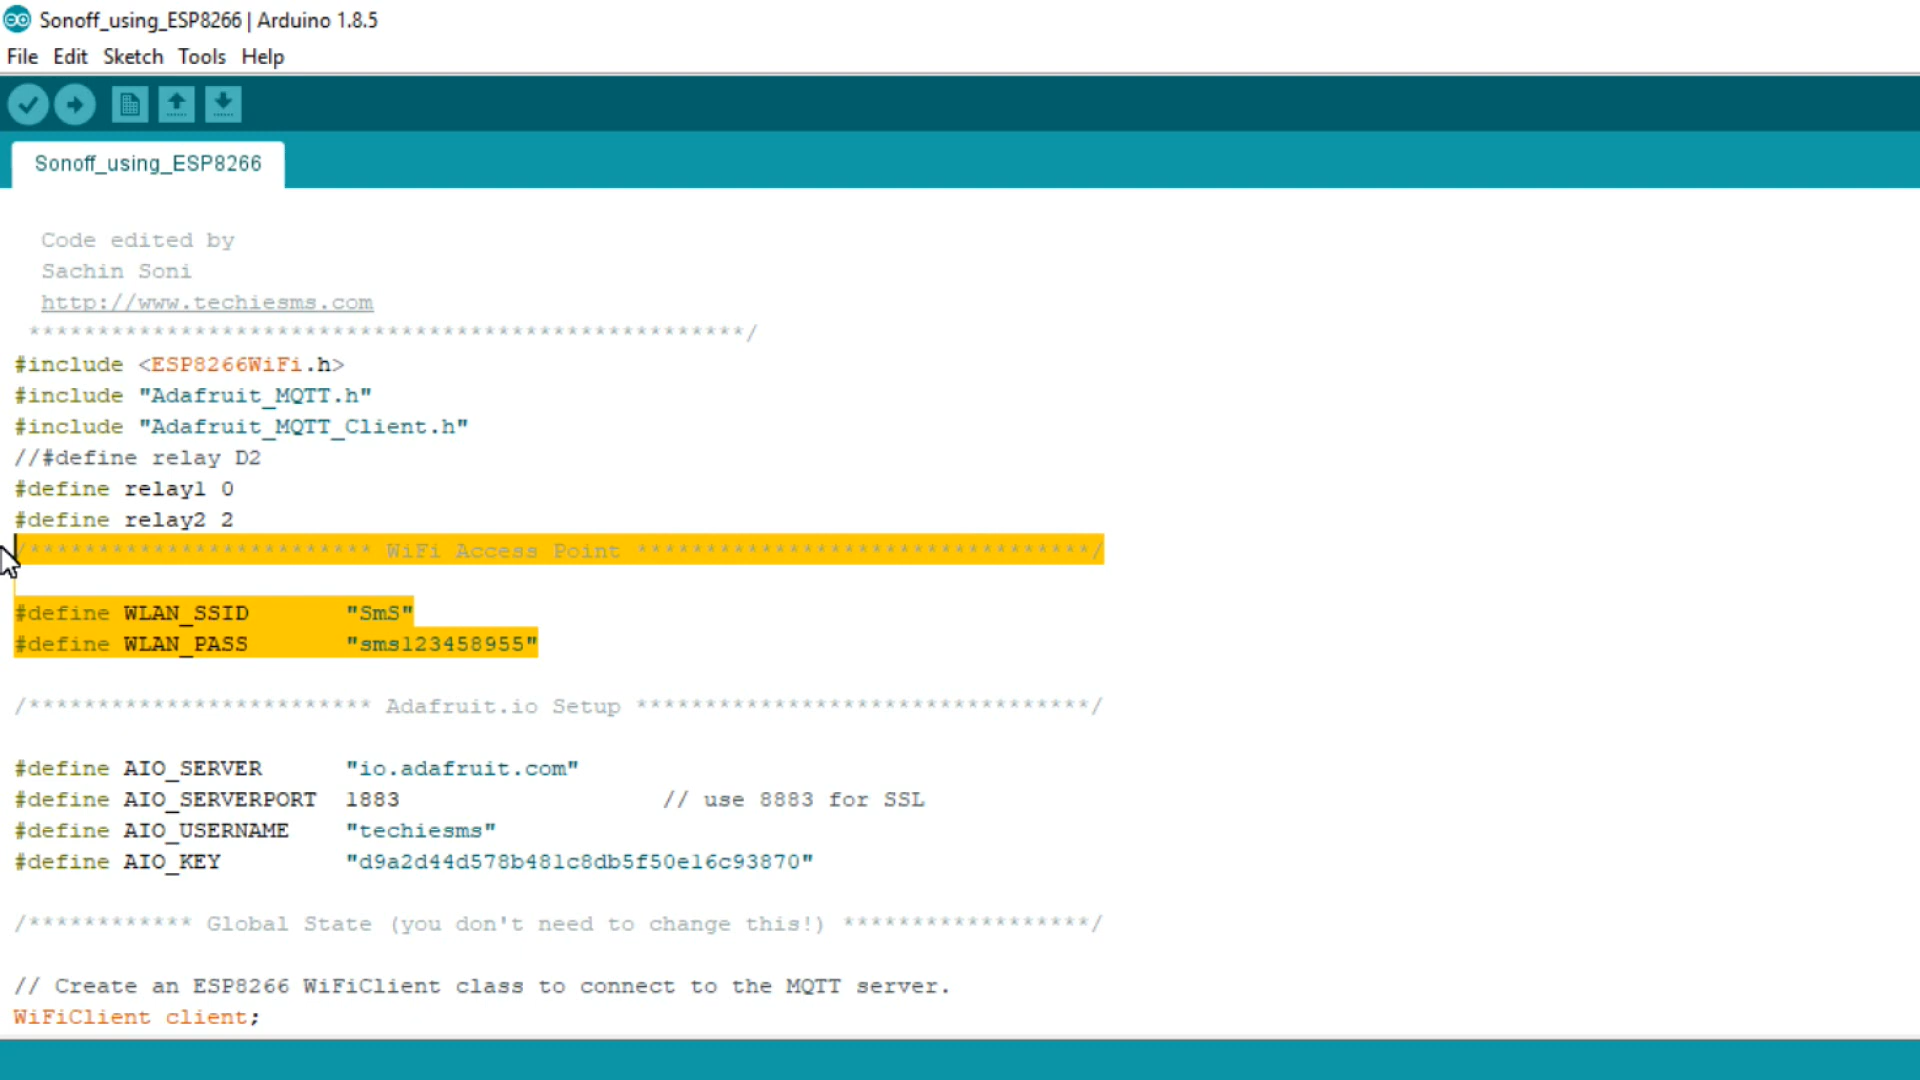 Sonoff_using_ESP8266 | Arduino 1.8.5
File Edit Sketch Tools Help
Sonoff_using_ESP8266
Code edited by
Sachin Soni
http://www.techiesms.com
****************************************************/
#include <ESP8266WiFi.h>
#include "Adafruit_MQTT.h"
#include "Adafruit_MQTT_Client.h"
//#define relay D2
#define relay1 0
#define relay2 2
/************************* WiFi Access Point *********************************/
#define WLAN_SSID       "SmS"
#define WLAN_PASS       "sms123458955"
/************************* Adafruit.io Setup *********************************/
#define AIO_SERVER      "io.adafruit.com"
#define AIO_SERVERPORT  1883                   // use 8883 for SSL
#define AIO_USERNAME    "techiesms"
#define AIO_KEY         "d9a2d44d578b481c8db5f50e16c93870"
/************ Global State (you don't need to change this!) ******************/
// Create an ESP8266 WiFiClient class to connect to the MQTT server.
WiFiClient client;